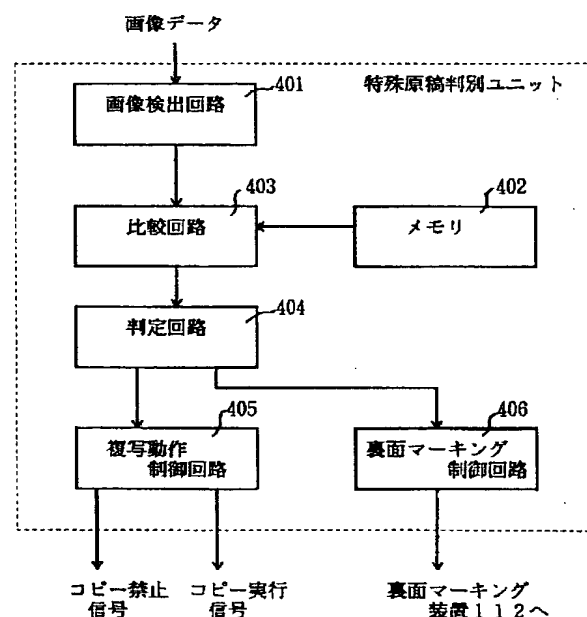 画像データ
特殊原稿判別ユニット
画像検出回路
401
403
402
比較回路
メモリ
判定回路
404
405
406
複写動作
制御回路
裏面マーキング
制御回路
コピー禁止
信号
コピー実行
信号
裏面マーキング
装置112へ